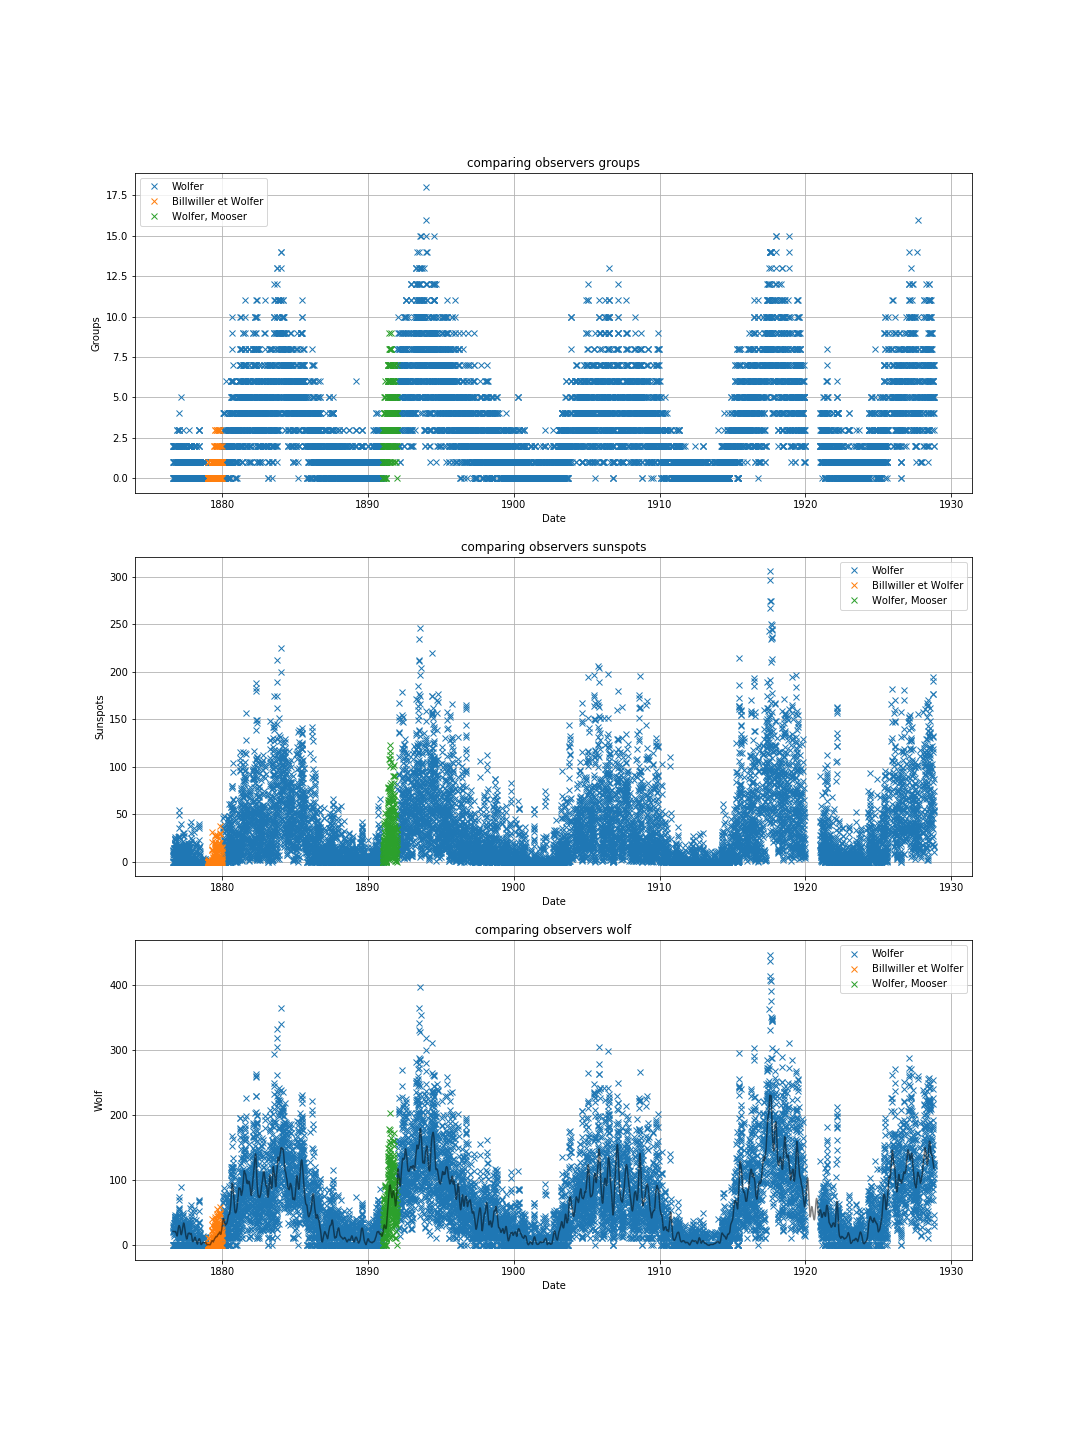 comparing observers groups
Wolfer
Billwiller et Wolfer
Wolfer, Mooser
17.5
15.0
12.5
10.0
7.5
5.0
2.5
0.0
Groups
1880 1890 1900 1910 1920 1930
Date
comparing observers sunspots
Wolfer
Billwiller et Wolfer
Wolfer, Mooser
300
250
200
150
100
50
0
Sunspots
1880 1890 1900 1910 1920 1930
Date
comparing observers wolf
Wolfer
Billwiller et Wolfer
Wolfer, Mooser
400
300
200
100
0
Wolf
1880 1890 1900 1910 1920 1930
Date